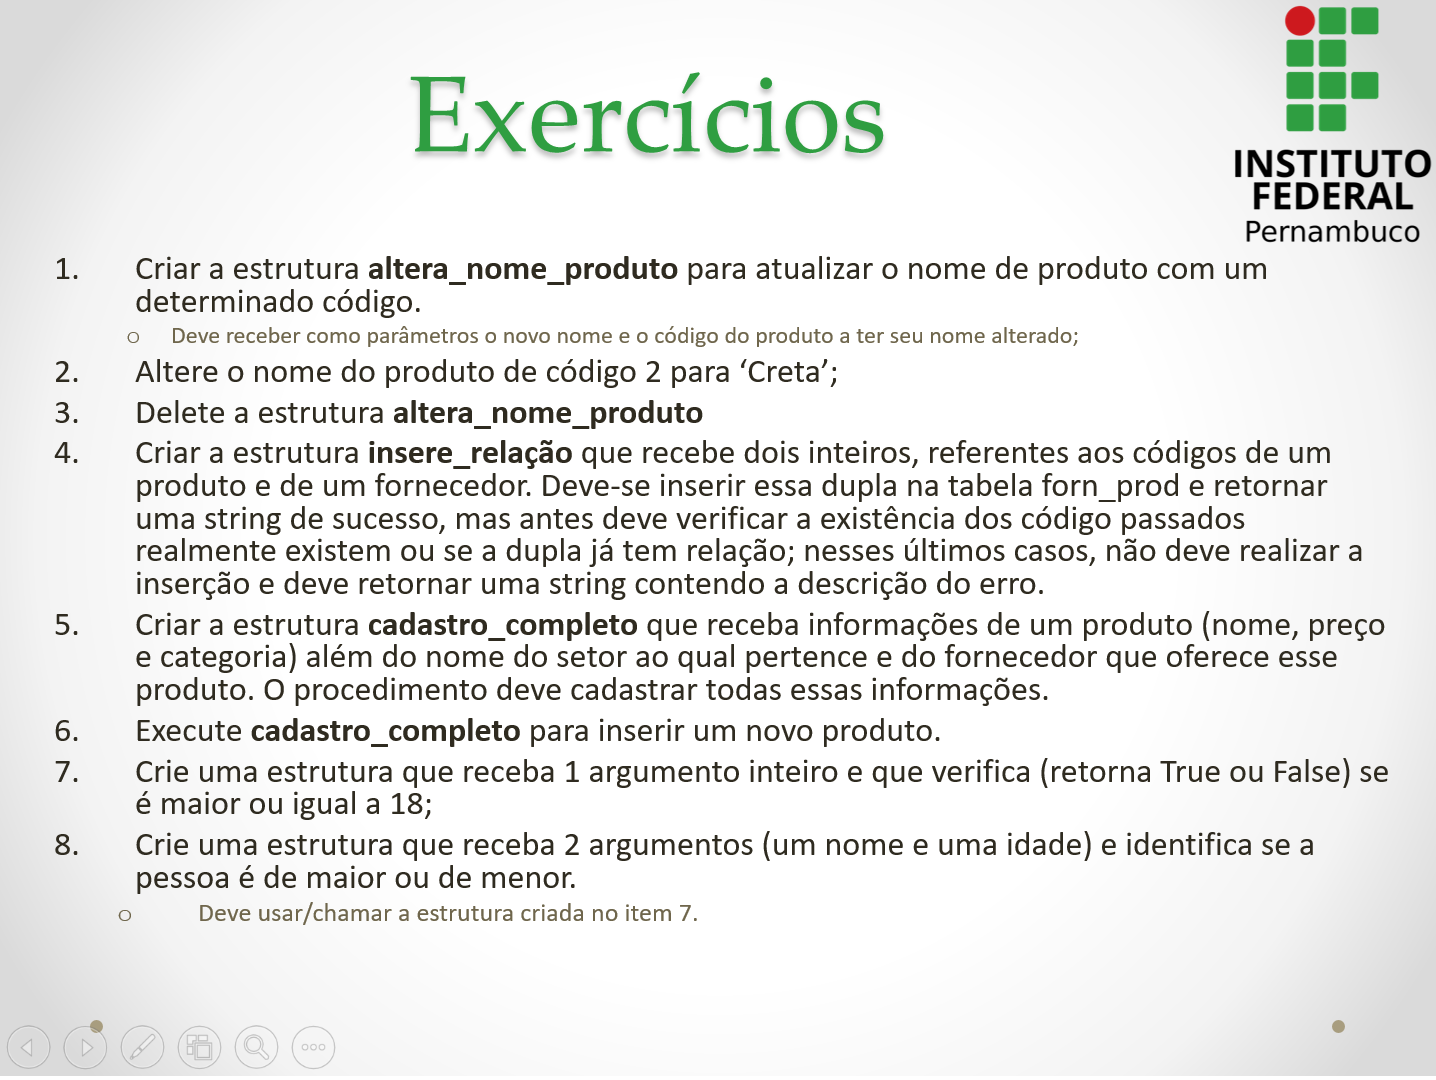 Exercícios
INSTITUTO
FEDERAL
Pernambuco
1. Criar a estrutura altera_nome_produto para atualizar o nome de produto com um
determinado código.
o Deve receber como parâmetros o novo nome e o código do produto a ter seu nome alterado;
2. Altere o nome do produto de código 2 para ‘Creta’;
3. Delete a estrutura altera_nome_produto
4. Criar a estrutura insere_relação que recebe dois inteiros, referentes aos códigos de um
produto e de um fornecedor. Deve-se inserir essa dupla na tabela forn_prod e retornar
uma string de sucesso, mas antes deve verificar a existência dos código passados
realmente existem ou se a dupla já tem relação; nesses últimos casos, não deve realizar a
inserção e deve retornar uma string contendo a descrição do erro.
5. Criar a estrutura cadastro_completo que receba informações de um produto (nome, preço
e categoria) além do nome do setor ao qual pertence e do fornecedor que oferece esse
produto. O procedimento deve cadastrar todas essas informações.
6. Execute cadastro_completo para inserir um novo produto.
7. Crie uma estrutura que receba 1 argumento inteiro e que verifica (retorna True ou False) se
é maior ou igual a 18;
8. Crie uma estrutura que receba 2 argumentos (um nome e uma idade) e identifica se a
pessoa é de maior ou de menor.
o Deve usar/chamar a estrutura criada no item 7.